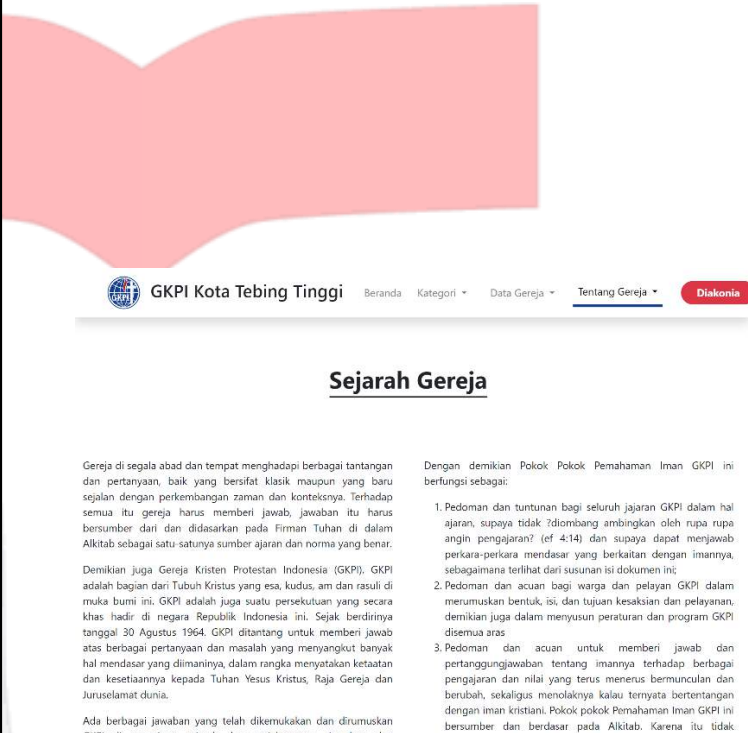 GKPI
GKPI Kota Tebing Tinggi Beranda Kategori Data Gereja Tentang Gereja Diakonia
Sejarah Gereja
Gereja di segala abad dan tempat menghadapi berbagai tantangan
dan pertanyaan, baik yang bersifat klasik maupun yang baru
sejalan dengan perkembangan zaman dan konteksnya. Terhadap
semua itu gereja harus memberi jawab, jawaban itu harus
bersumber dari dan didasarkan pada Firman Tuhan di dalam
Alkitab sebagai satu-satunya sumber ajaran dan norma yang benar.
Demikian juga Gereja Kristen Protestan Indonesia (GKPI). GKPI
adalah bagian dari Tubuh Kristus yang esa, kudus, am dan rasuli di
muka bumi ini. GKPI adalah juga suatu persekutuan yang secara
khas hadir di negara Republik Indonesia ini. Sejak berdirinya
tanggal 30 Agustus 1964. GKPI ditantang untuk memberi jawab
atas berbagai pertanyaan dan masalah yang menyangkut banyak
hal mendasar yang diimaninya, dalam rangka menyatakan ketaatan
dan kesetiaannya kepada Tuhan Yesus Kristus, Raja Gereja dan
Juruselamat dunia.
Ada berbagai jawaban yang telah dikemukakan dan dirumuskan
Dengan demikian Pokok Pokok Pemahaman Iman GKPI ini
berfungsi sebagai:
1. Pedoman dan tuntunan bagi seluruh jajaran GKPI dalam hal
ajaran, supaya tidak ?diombang ambingkan oleh rupa rupa
angin pengajaran? (ef 4:14) dan supaya dapat menjawab
perkara-perkara mendasar yang berkaitan dengan imannya,
sebagaimana terlihat dari susunan isi dokumen ini;
2. Pedoman dan acuan bagi warga dan pelayan GKPI dalam
merumuskan bentuk, isi, dan tujuan kesaksian dan pelayanan,
demikian juga dalam menyusun peraturan dan program GKPI
disemua aras
3. Pedoman dan acuan untuk memberi jawab dan
pertanggungjawaban tentang imannya terhadap berbagai
pengajaran dan nilai yang terus menerus bermunculan dan
berubah, sekaligus menolaknya kalau ternyata bertentangan
dengan iman kristiani. Pokok pokok Pemahaman Iman GKPI ini
bersumber dan berdasar pada Alkitab. Karena itu tidak